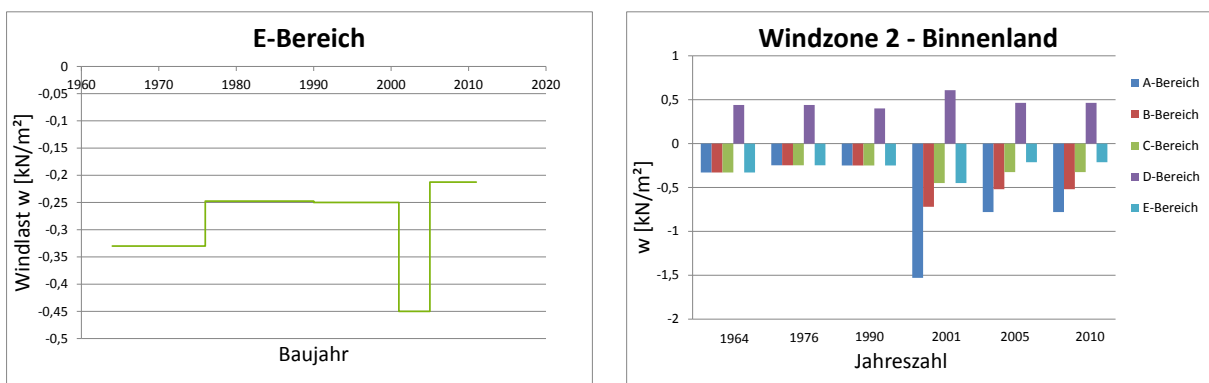 E-Bereich
0
1960 1970 1980 1990 2000 2010 2020
-0,05
-0,1
-0,15
-0,2
-0,25
-0,3
-0,35
-0,4
-0,45
-0,5
Windlast w [kN/m²]
Baujahr
Windzone 2 - Binnenland
1
0,5
0
-0,5
-1
-1,5
-2
w [kN/m²]
1964 1976 1990 2001 2005 2010
Jahreszahl
A-Bereich
B-Bereich
C-Bereich
D-Bereich
E-Bereich